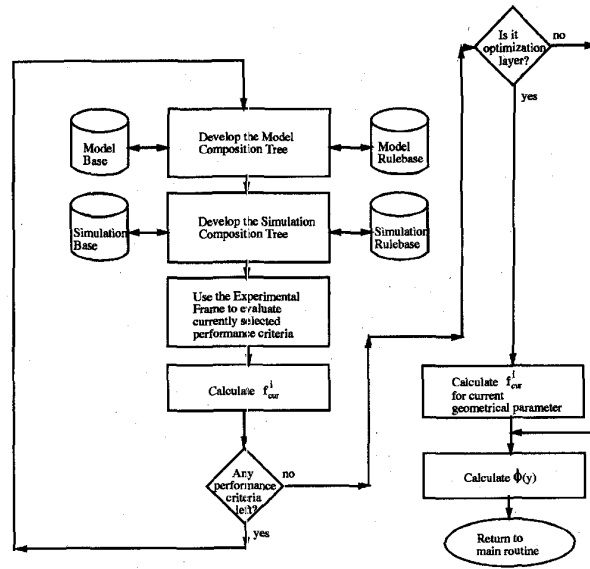 Develop the Model
Composition Tree
Model
Base
Model
Rulebase
Develop the Simulation
Composition Tree
Simulation
Base
Simulation
Rulebase
Use the Experimental
Frame to evaluate
currently selected
performance criteria
Calculate f^i_cur
Any
performance
criteria
left?
no
yes
Is it
optimization
layer?
no
yes
Calculate f^i_cur
for current
geometrical parameter
Calculate ϕ(y)
Return to
main routine